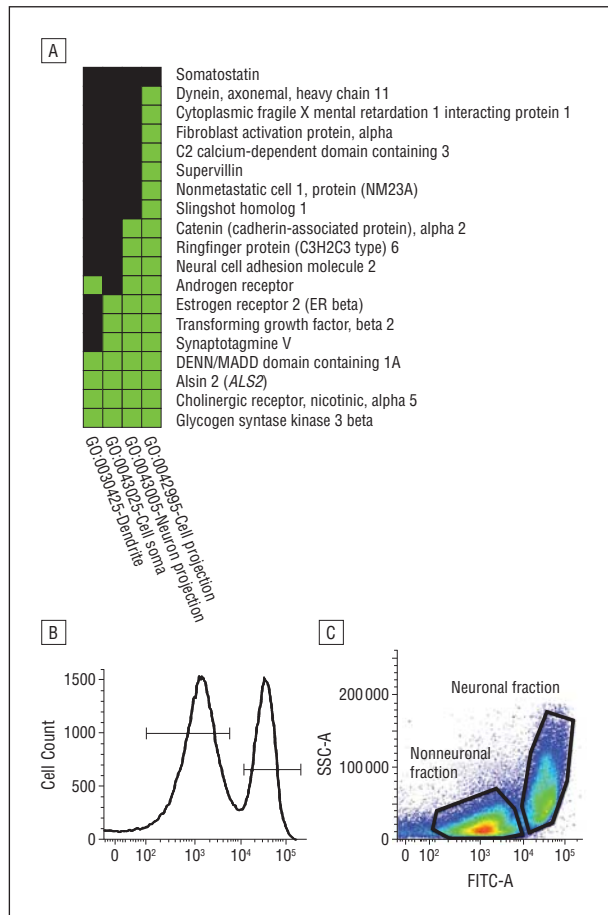 A
Somatostatin
Dynein, axonemal, heavy chain 11
Cytoplasmic fragile X mental retardation 1 interacting protein 1
Fibroblast activation protein, alpha
C2 calcium-dependent domain containing 3
Supervillin
Nonmetastatic cell 1, protein (NM23A)
Slingshot homolog 1
Catenin (cadherin-associated protein), alpha 2
Ringfinger protein (C3H2C3 type) 6
Neural cell adhesion molecule 2
Androgen receptor
Estrogen receptor 2 (ER beta)
Transforming growth factor, beta 2
Synaptotagmine V
DENN/MADD domain containing 1A
Alsin 2 (ALS2)
Cholinergic receptor, nicotinic, alpha 5
Glycogen syntase kinase 3 beta
GO:0030425-Dendrite
GO:0043025-Cell soma
GO:0043005-Neuron projection
GO:0042995-Cell projection
B
1500
1000
500
0
Cell Count
0 10² 10³ 10⁴ 10⁵
C
200 000
100 000
0
SSC-A
Neuronal fraction
Nonneuronal
fraction
0 10² 10³ 10⁴ 10⁵
FITC-A